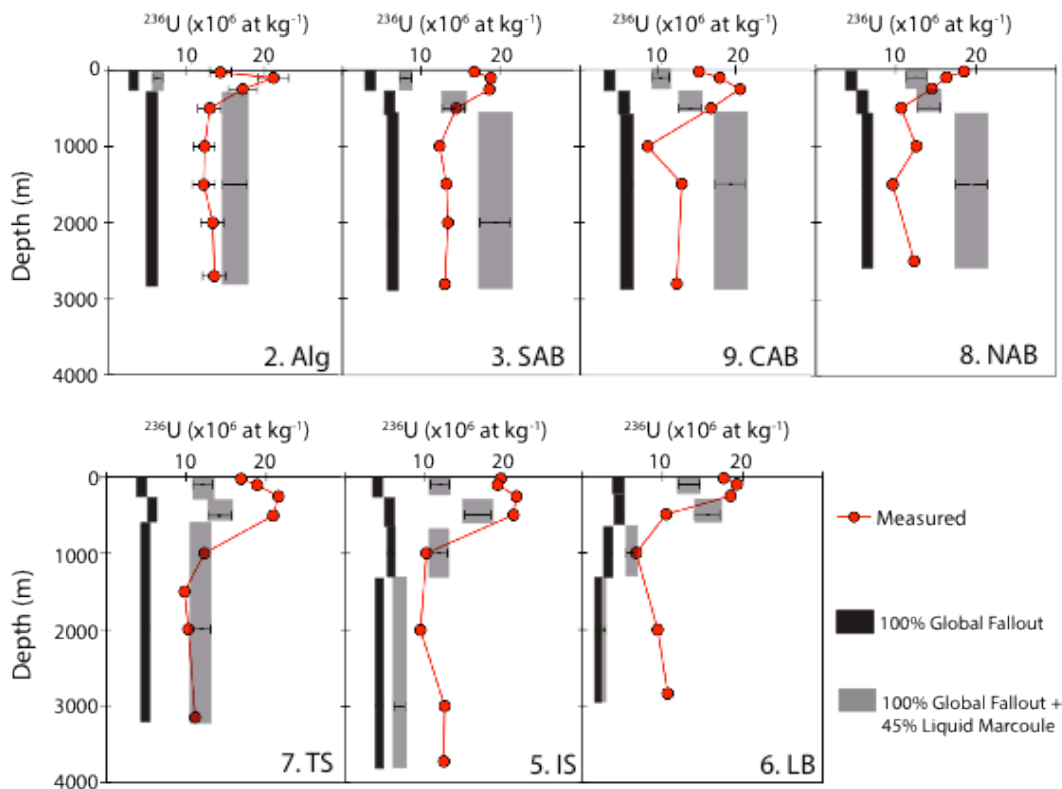 ²³⁶U (x10⁶ at kg⁻¹) ²³⁶U (x10⁶ at kg⁻¹) ²³⁶U (x10⁶ at kg⁻¹) ²³⁶U (x10⁶ at kg⁻¹)
10 20 10 20 10 20 10 20
0
1000
2000
3000
4000
Depth (m)
2. Alg 3. SAB 9. CAB 8. NAB
²³⁶U (x10⁶ at kg⁻¹) ²³⁶U (x10⁶ at kg⁻¹) ²³⁶U (x10⁶ at kg⁻¹)
10 20 10 20 10 20
0
1000
2000
3000
4000
Depth (m)
7. TS 5. IS 6. LB
Measured
100% Global Fallout
100% Global Fallout +
45% Liquid Marcoule